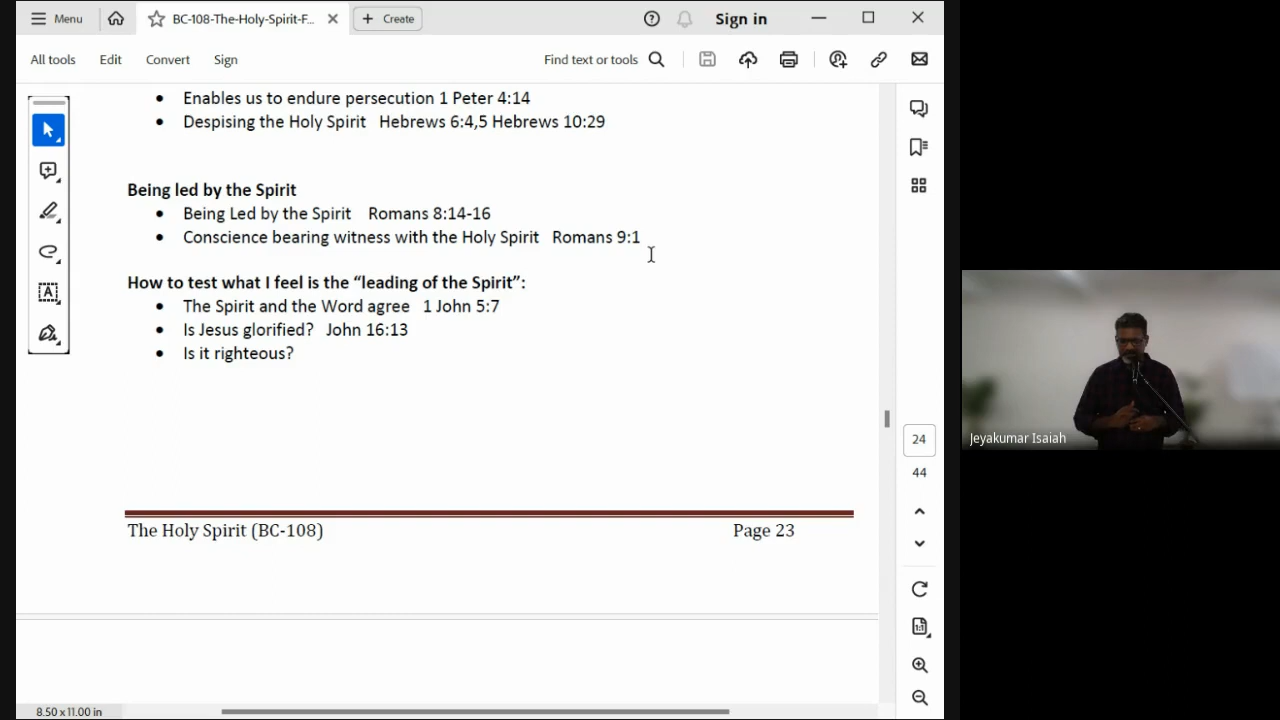 Menu
BC-108-The-Holy-Spirit-F...
Create
Sign in
All tools
Edit
Convert
Sign
Find text or tools
• Enables us to endure persecution 1 Peter 4:14
• Despising the Holy Spirit Hebrews 6:4,5 Hebrews 10:29
Being led by the Spirit
• Being Led by the Spirit Romans 8:14-16
• Conscience bearing witness with the Holy Spirit Romans 9:1
How to test what I feel is the “leading of the Spirit”:
• The Spirit and the Word agree 1 John 5:7
• Is Jesus glorified? John 16:13
• Is it righteous?
The Holy Spirit (BC-108) Page 23
24
44
1:1
8.50 x 11.00 in
Jeyakumar Isaiah